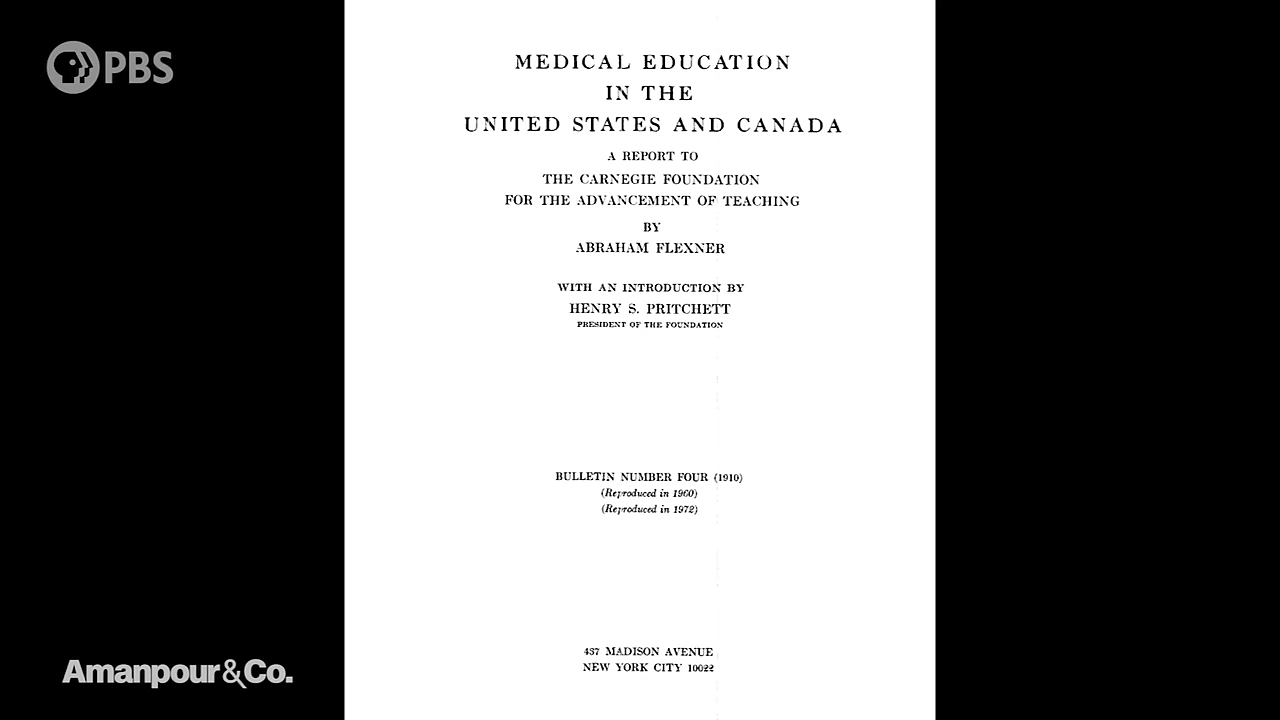 PBS
MEDICAL EDUCATION
IN THE
UNITED STATES AND CANADA
A REPORT TO
THE CARNEGIE FOUNDATION
FOR THE ADVANCEMENT OF TEACHING
BY
ABRAHAM FLEXNER
WITH AN INTRODUCTION BY
HENRY S. PRITCHETT
PRESIDENT OF THE FOUNDATION
BULLETIN NUMBER FOUR (1910)
(Reproduced in 1960)
(Reproduced in 1972)
437 MADISON AVENUE
NEW YORK CITY 10022
Amanpour&Co.